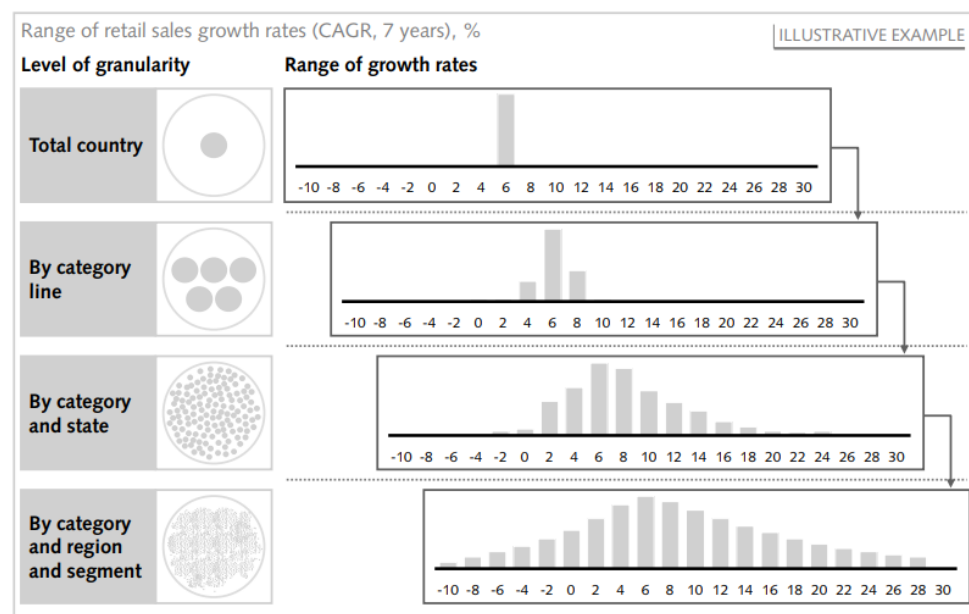 Range of retail sales growth rates (CAGR, 7 years), %
ILLUSTRATIVE EXAMPLE
Level of granularity
Range of growth rates
Total country
-10 -8 -6 -4 -2 0 2 4 6 8 10 12 14 16 18 20 22 24 26 28 30
By category
line
-10 -8 -6 -4 -2 0 2 4 6 8 10 12 14 16 18 20 22 24 26 28 30
By category
and state
-10 -8 -6 -4 -2 0 2 4 6 8 10 12 14 16 18 20 22 24 26 28 30
By category
and region
and segment
-10 -8 -6 -4 -2 0 2 4 6 8 10 12 14 16 18 20 22 24 26 28 30